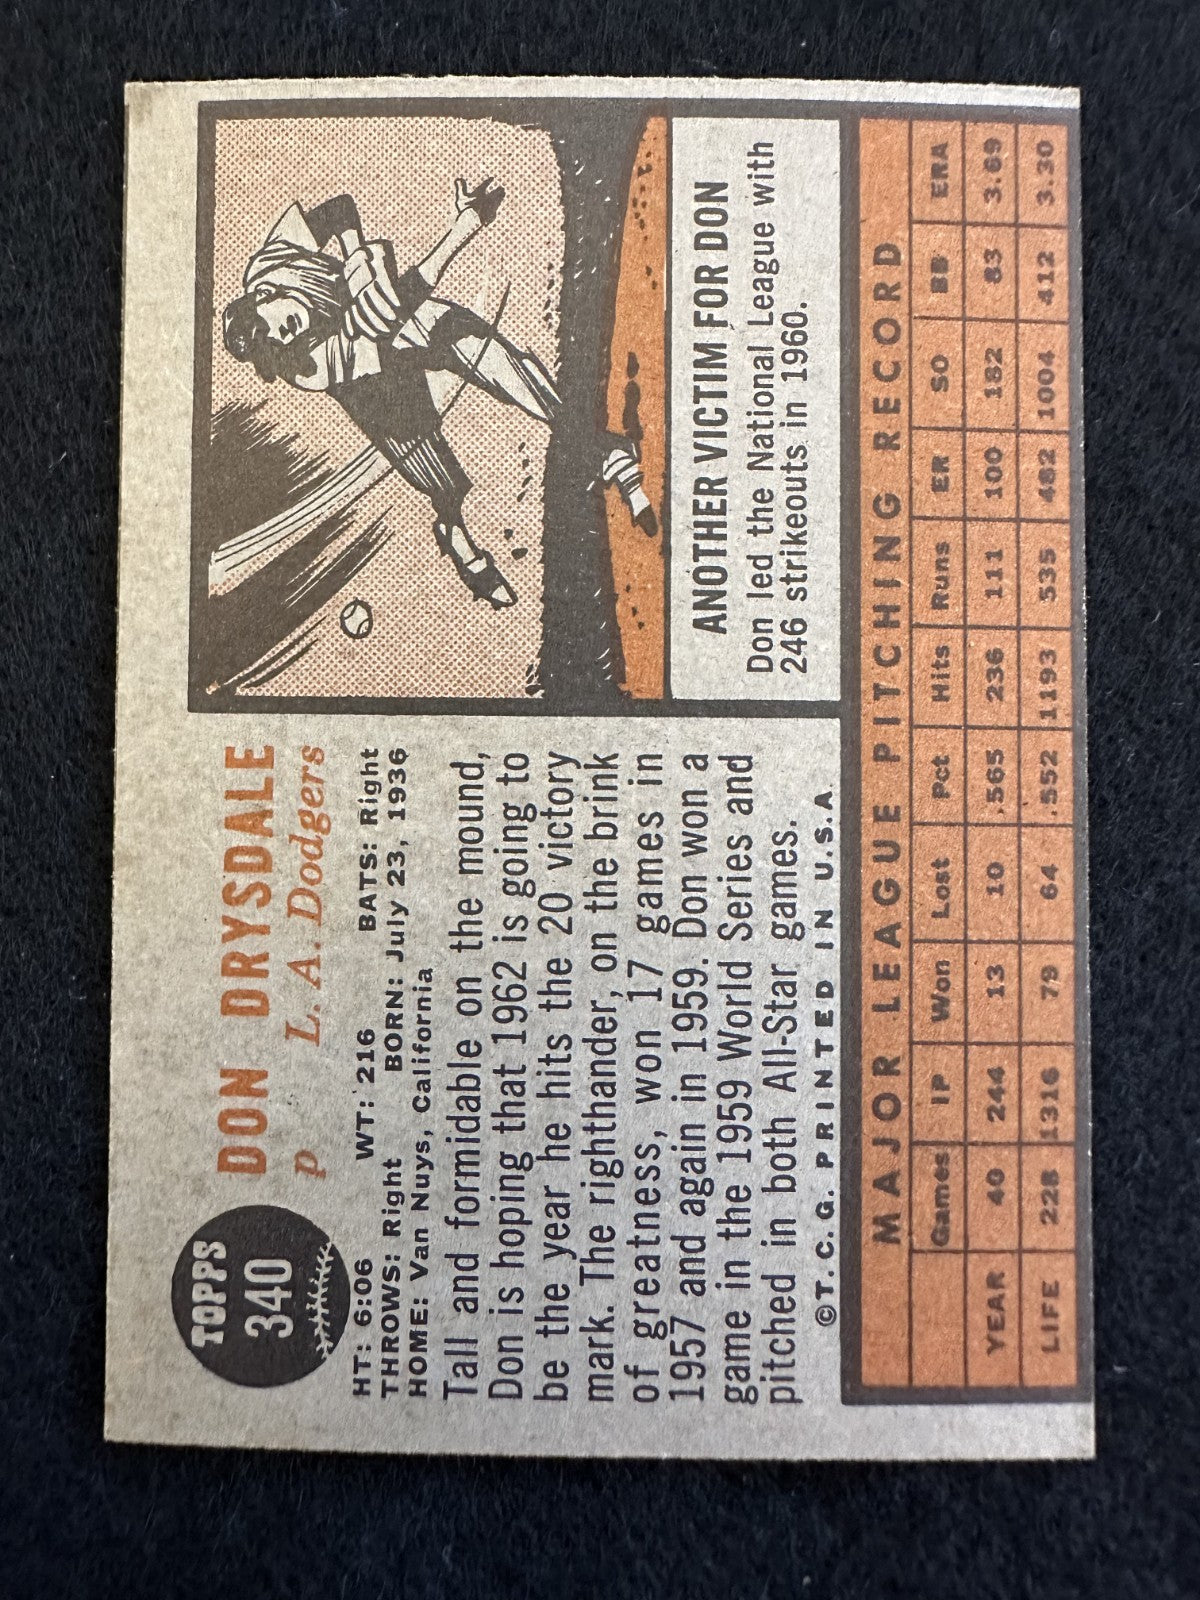 TOPPS
340
DON DRYSDALE
p L. A. Dodgers
HT: 6:06 WT: 216 BATS: Right
THROWS: Right BORN: July 23, 1936
HOME: Van Nuys, California
Tall and formidable on the mound,
Don is hoping that 1962 is going to
be the year he hits the 20 victory
mark. The righthander, on the brink
of greatness, won 17 games in
1957 and again in 1959. Don won a
game in the 1959 World Series and
pitched in both All-Star games.
©T. C. G. PRINTED IN U.S.A.
ANOTHER VICTIM FOR DON
Don led the National League with
246 strikeouts in 1960.
MAJOR LEAGUE PITCHING RECORD
Games IP Won Lost Pct Hits Runs ER SO BB ERA
YEAR 40 244 13 10 .565 236 111 100 182 83 3.69
LIFE 228 1316 79 64 .552 1193 535 482 1004 412 3.30